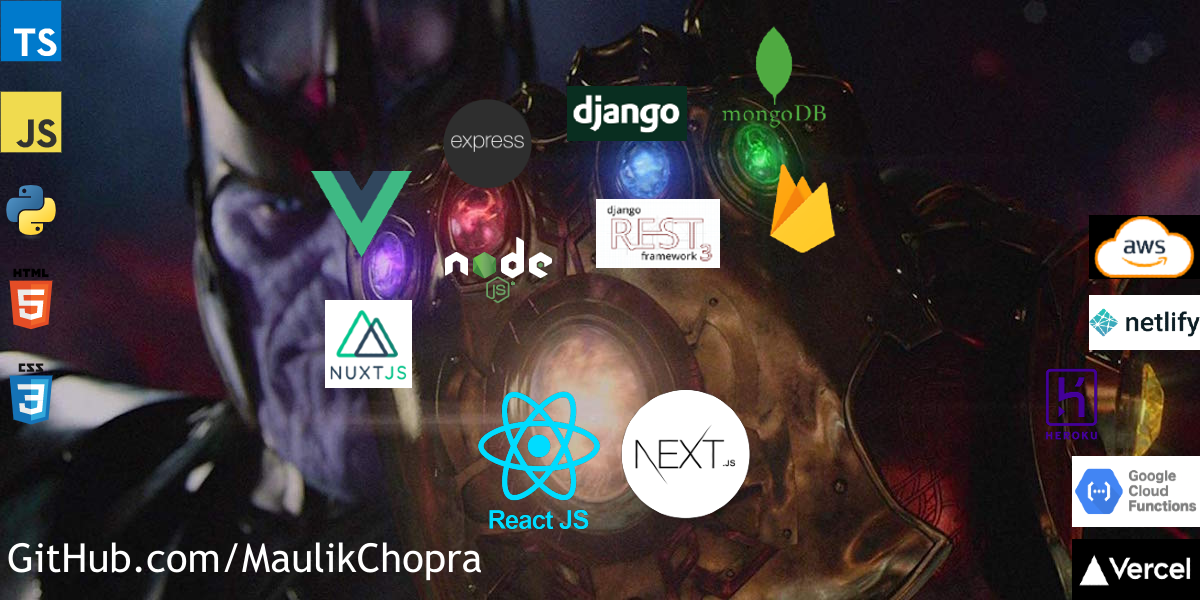 TS
JS
HTML
5
CSS
3
express
django
mongoDB
django
REST
framework 3
node
JS
NUXTJS
React JS
NEXT.JS
aws
netlify
HEROKU
Google
Cloud
Functions
Vercel
GitHub.com/MaulikChopra